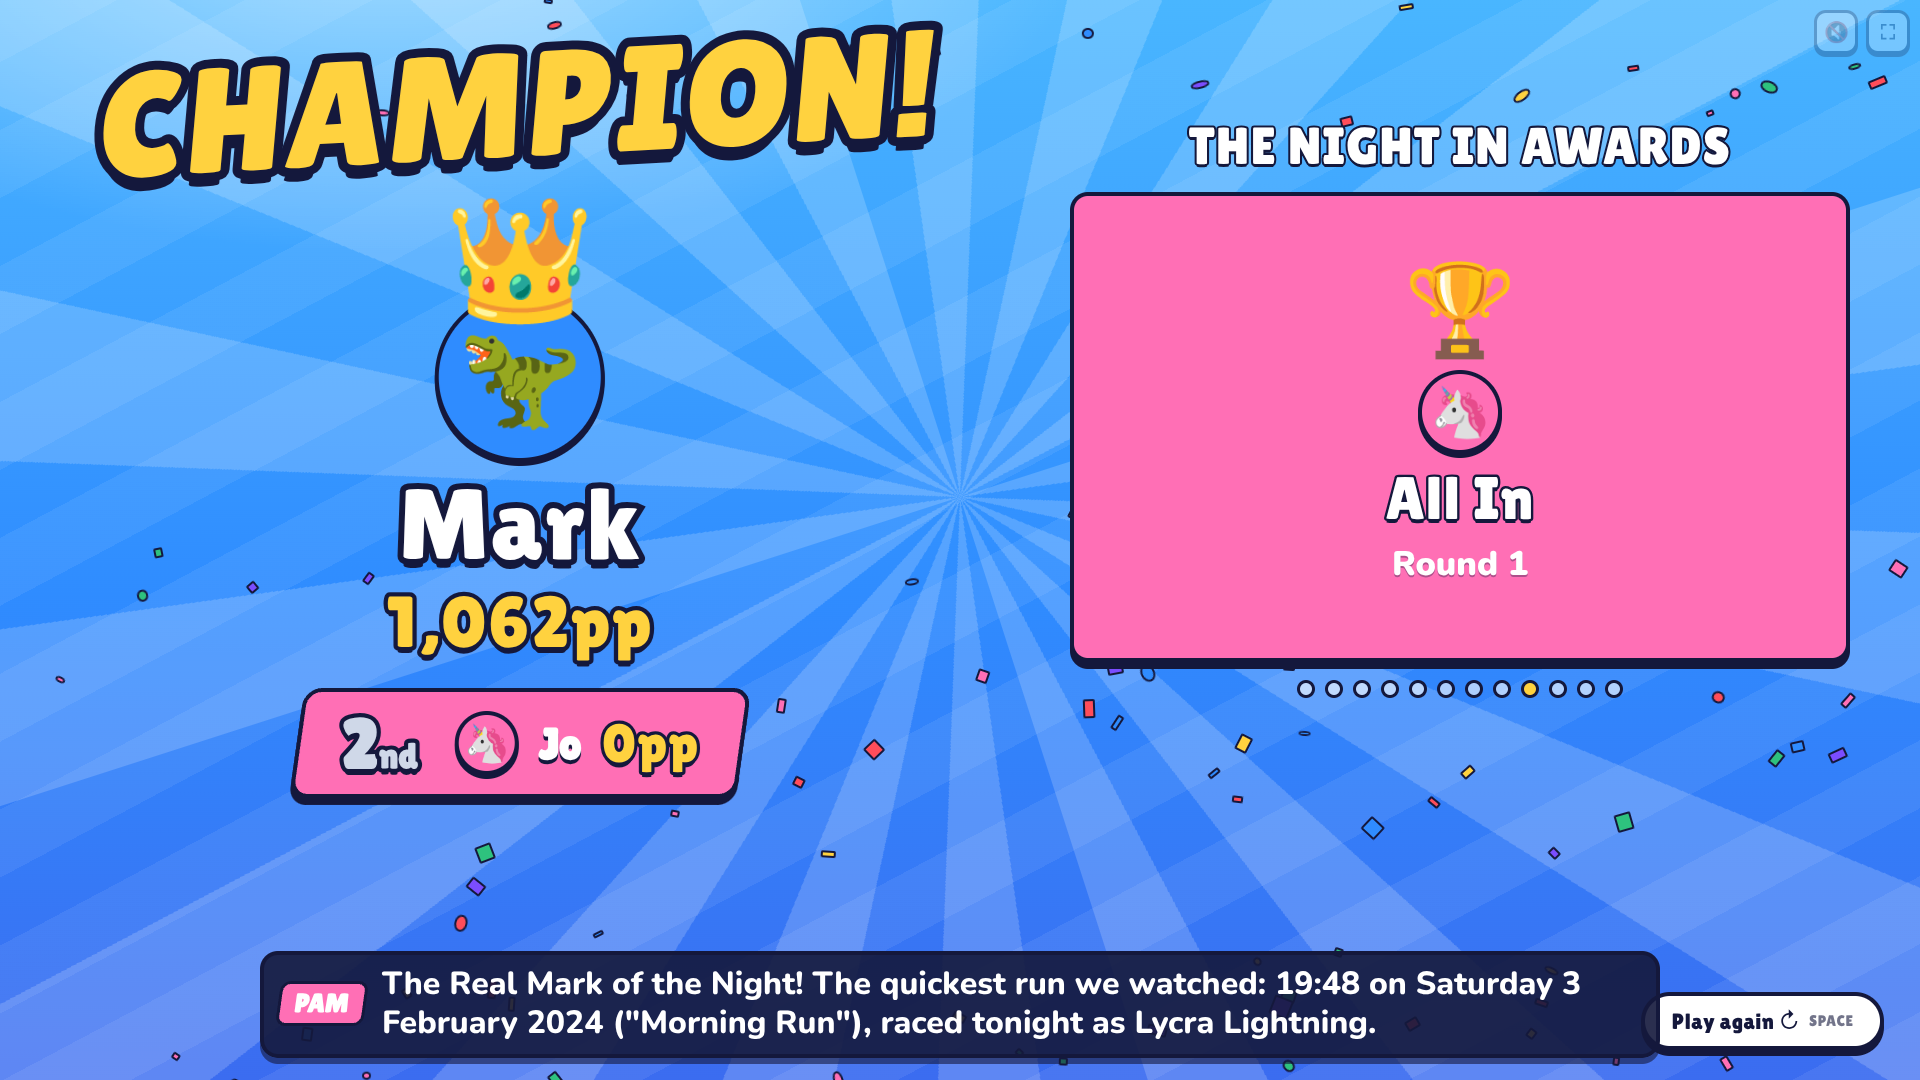 CHAMPION!
THE NIGHT IN AWARDS
All In
Round 1
Mark
1,062pp
2nd Jo 0pp
PAM
The Real Mark of the Night! The quickest run we watched: 19:48 on Saturday 3
February 2024 ("Morning Run"), raced tonight as Lycra Lightning.
Play again SPACE